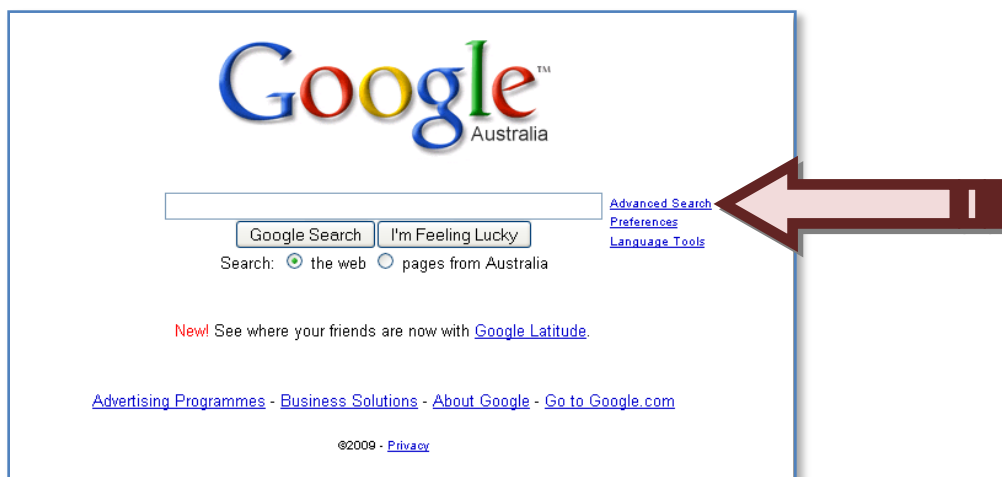 Google™
Australia
Advanced Search
Preferences
Language Tools
Google Search I'm Feeling Lucky
Search: the web pages from Australia
New! See where your friends are now with Google Latitude.
Advertising Programmes - Business Solutions - About Google - Go to Google.com
©2009 - Privacy